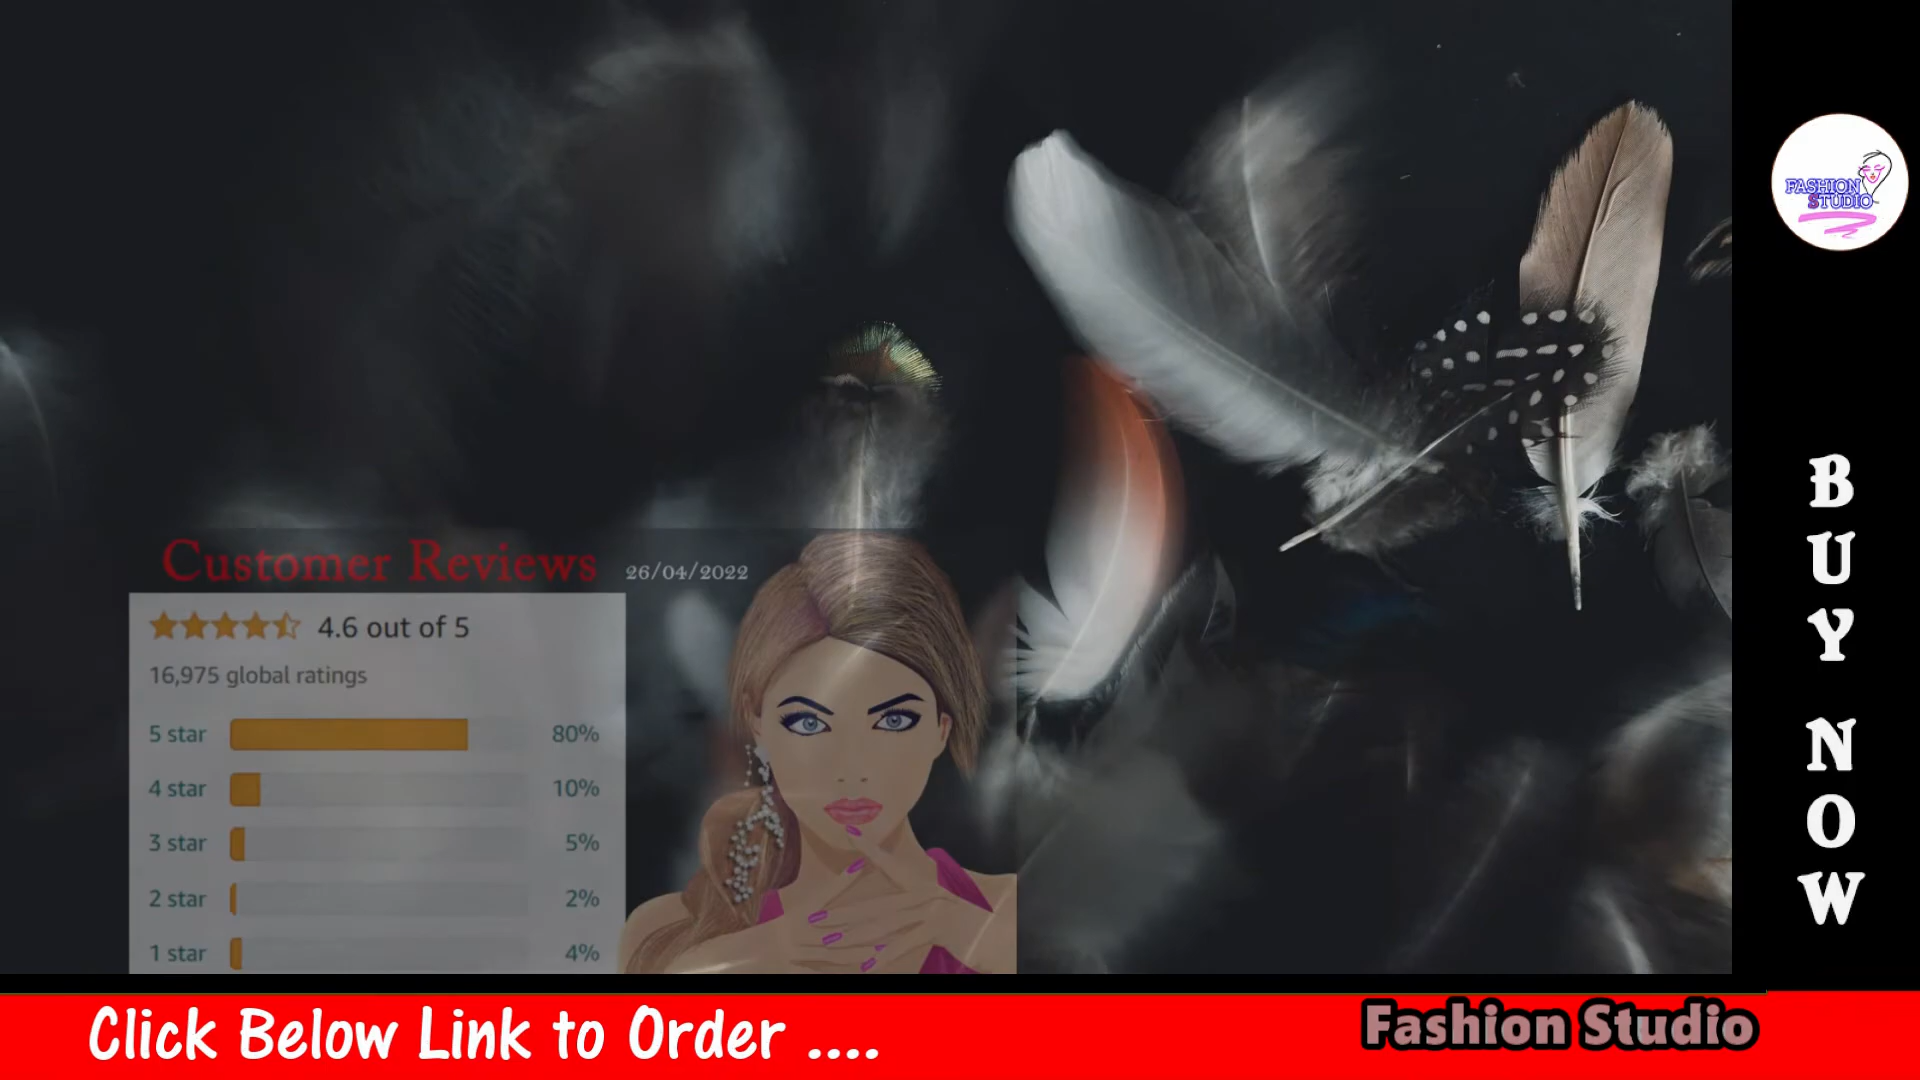 FASHION
STUDIO
Customer Reviews 26/04/2022
4.6 out of 5
16,975 global ratings
5 star 80%
4 star 10%
3 star 5%
2 star 2%
1 star 4%
BUY NOW
Click Below Link to Order ....
Fashion Studio